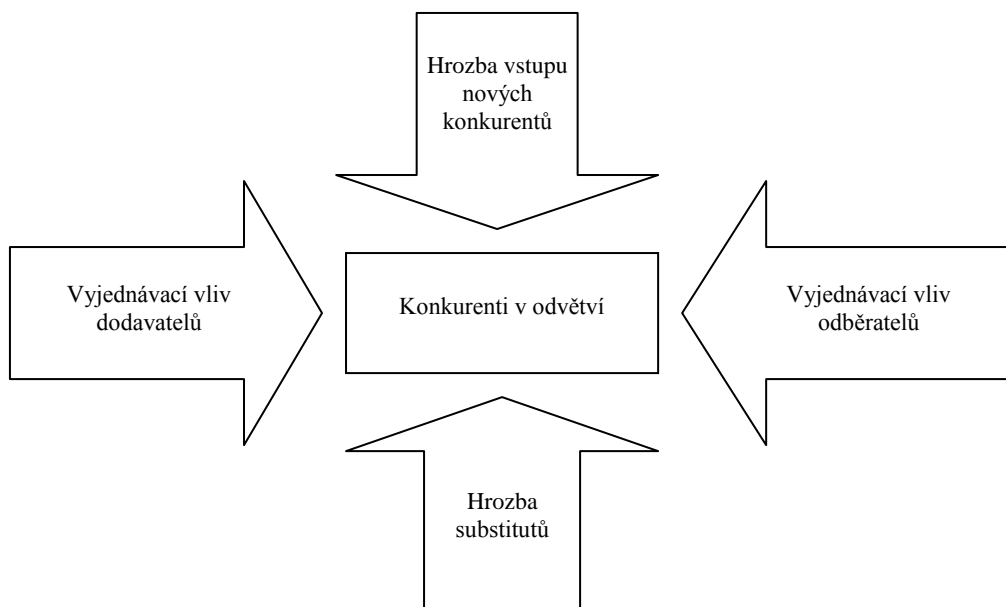 Hrozba vstupu
nových
konkurentů
Vyjednávací vliv
dodavatelů
Konkurenti v odvětví
Vyjednávací vliv
odběratelů
Hrozba
substitutů